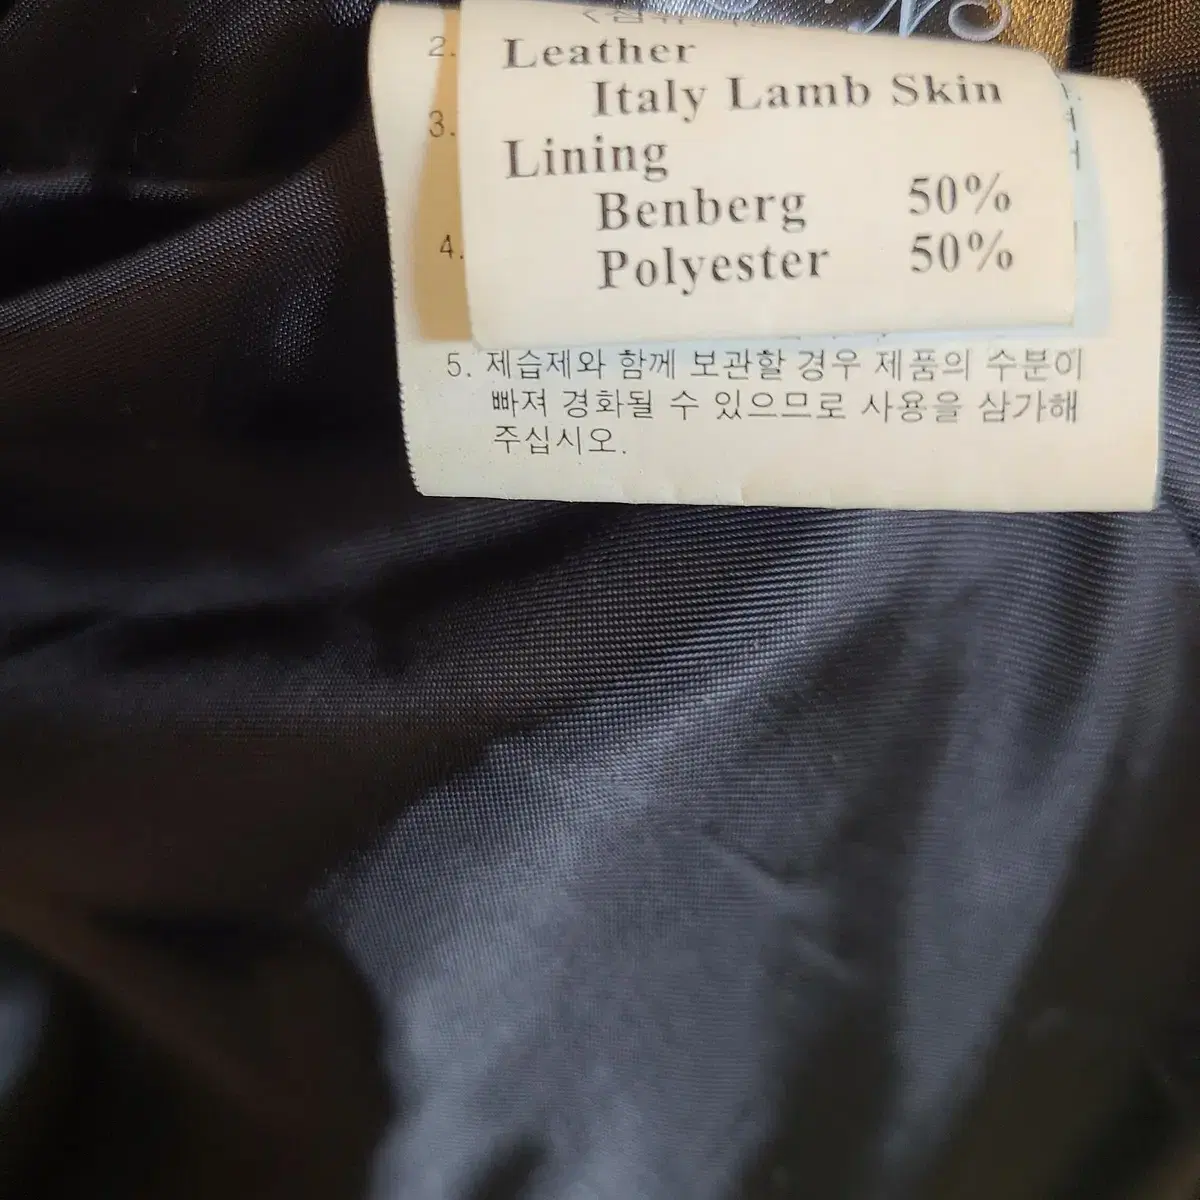 Leather
Italy Lamb Skin
Lining
Benberg 50%
Polyester 50%
2.
3.
4.
5. 제습제와 함께 보관할 경우 제품의 수분이
빠져 경화될 수 있으므로 사용을 삼가해
주십시오.